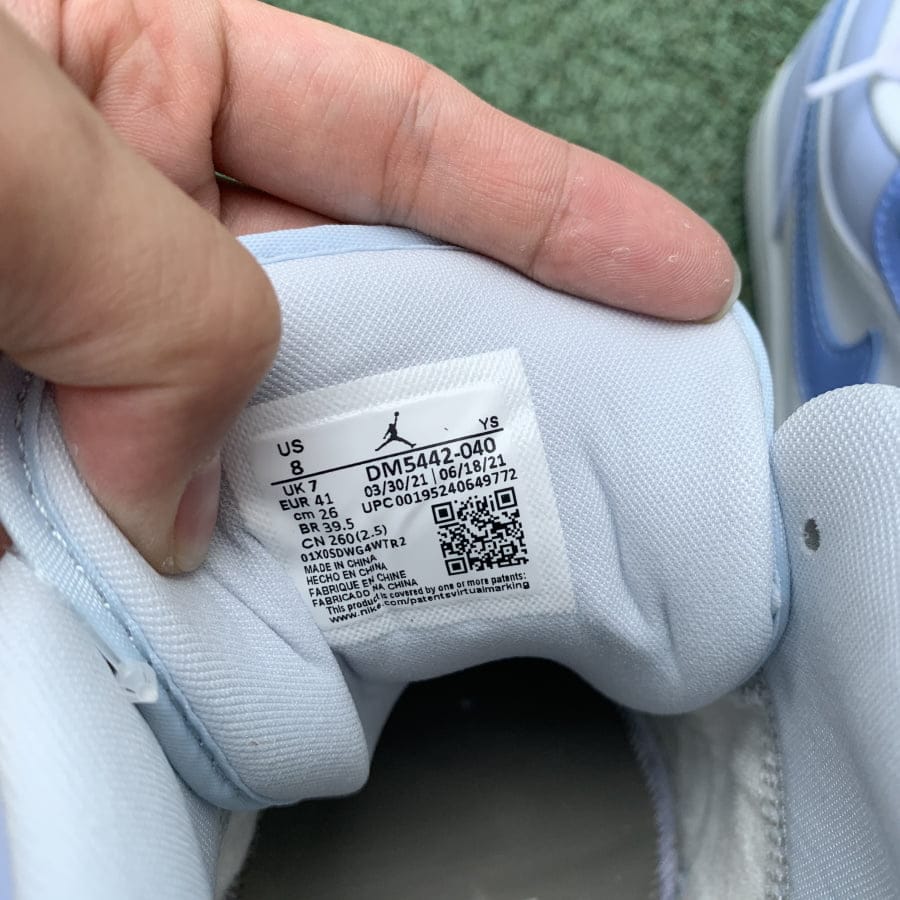 US
8
YS
UK 7
DM5442-040
EUR 41
03/30/21 | 06/18/21
cm 26
UPC 00195240649772
BR 39.5
CN 260(2.5)
01X0SDWG4WTR2
MADE IN CHINA
HECHO EN CHINA
FABRIQUE EN CHINE
FABRICADO NA CHINA
This product is covered by one or more patents:
www.nike.com/patentsvirtualmarking